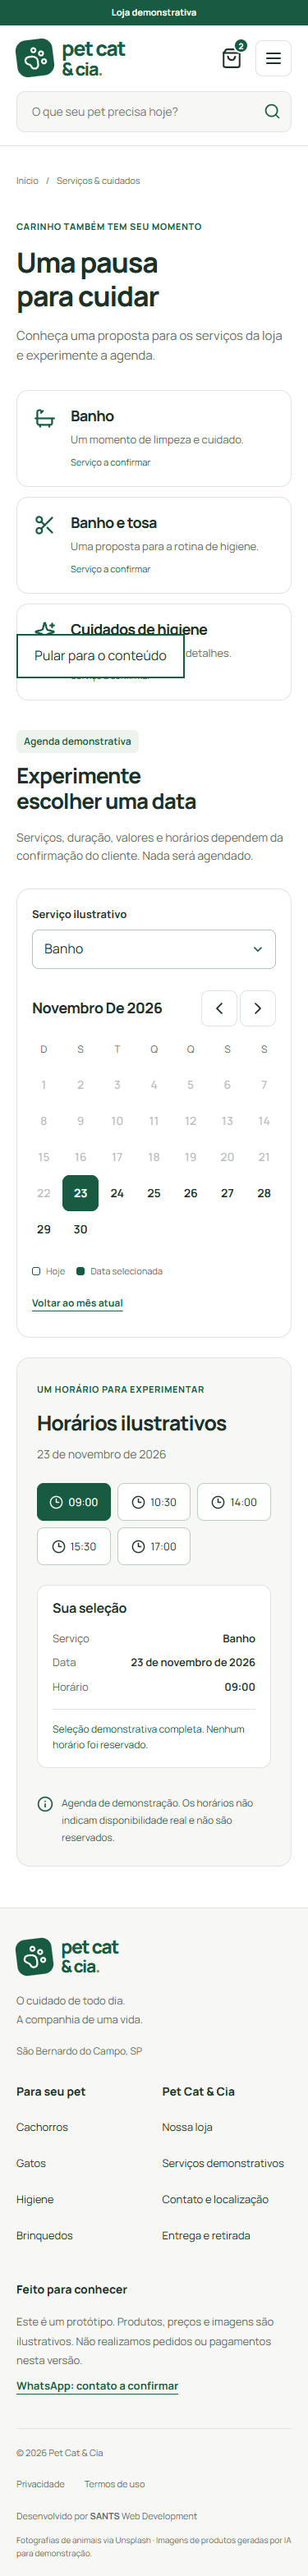 Loja demonstrativa
pet cat
& cia.
2
O que seu pet precisa hoje?
Início / Serviços & cuidados
CARINHO TAMBÉM TEM SEU MOMENTO
Uma pausa
para cuidar
Conheça uma proposta para os serviços da loja
e experimente a agenda.
Banho
Um momento de limpeza e cuidado.
Serviço a confirmar
Banho e tosa
Uma proposta para a rotina de higiene.
Serviço a confirmar
Cuidados de higiene
Pular para o conteúdo
detalhes.
Agenda demonstrativa
Experimente
escolher uma data
Serviços, duração, valores e horários dependem da
confirmação do cliente. Nada será agendado.
Serviço ilustrativo
Banho
Novembro De 2026
D S T Q Q S S
1 2 3 4 5 6 7
8 9 10 11 12 13 14
15 16 17 18 19 20 21
22 23 24 25 26 27 28
29 30
Hoje Data selecionada
Voltar ao mês atual
UM HORÁRIO PARA EXPERIMENTAR
Horários ilustrativos
23 de novembro de 2026
09:00 10:30 14:00
15:30 17:00
Sua seleção
Serviço Banho
Data 23 de novembro de 2026
Horário 09:00
Seleção demonstrativa completa. Nenhum
horário foi reservado.
Agenda de demonstração. Os horários não
indicam disponibilidade real e não são
reservados.
pet cat
& cia.
O cuidado de todo dia.
A companhia de uma vida.
São Bernardo do Campo, SP
Para seu pet
Cachorros
Gatos
Higiene
Brinquedos
Pet Cat & Cia
Nossa loja
Serviços demonstrativos
Contato e localização
Entrega e retirada
Feito para conhecer
Este é um protótipo. Produtos, preços e imagens são
ilustrativos. Não realizamos pedidos ou pagamentos
nesta versão.
WhatsApp: contato a confirmar
© 2026 Pet Cat & Cia
Privacidade Termos de uso
Desenvolvido por SANTS Web Development
Fotografias de animais via Unsplash · Imagens de produtos geradas por IA
para demonstração.